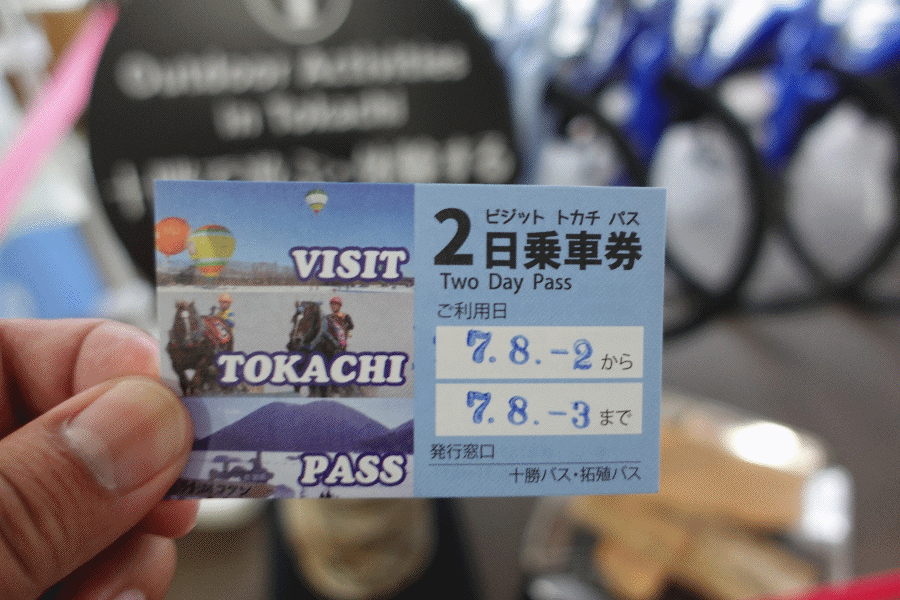 Outdoor Activities
in Tokachi
VISIT
TOKACHI
PASS
ビジット トカチ パス
2日乗車券
Two Day Pass
ご利用日
7.8.-2から
7.8.-3まで
発行窓口
十勝バス・拓殖バス